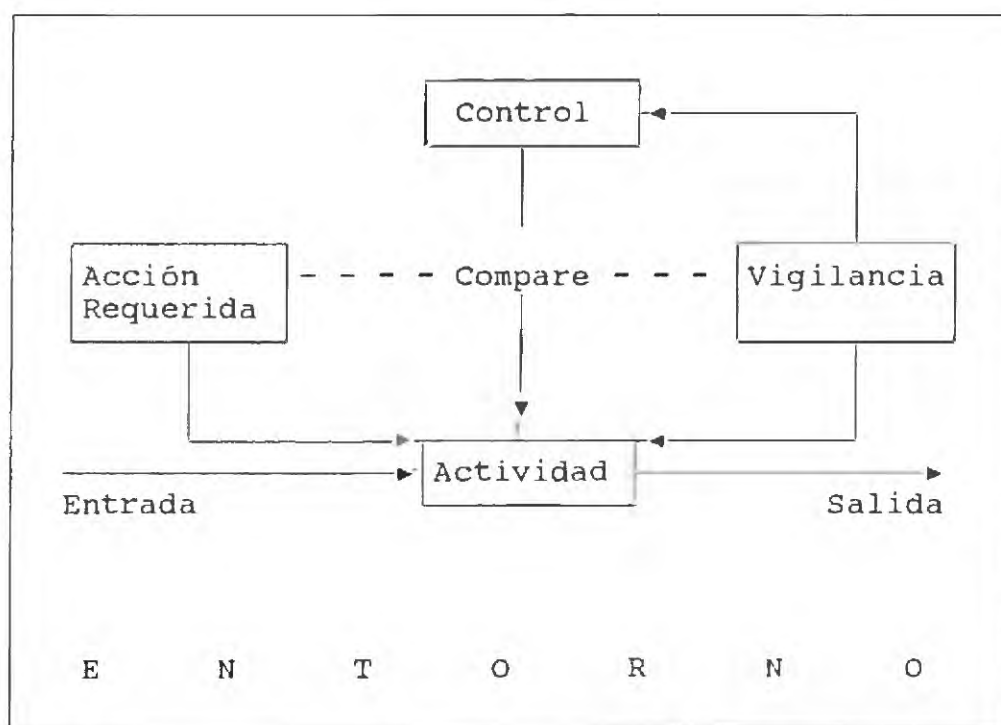 Control
Acción
Requerida
Compare
Vigilancia
Actividad
Entrada
Salida
E N T O R N O